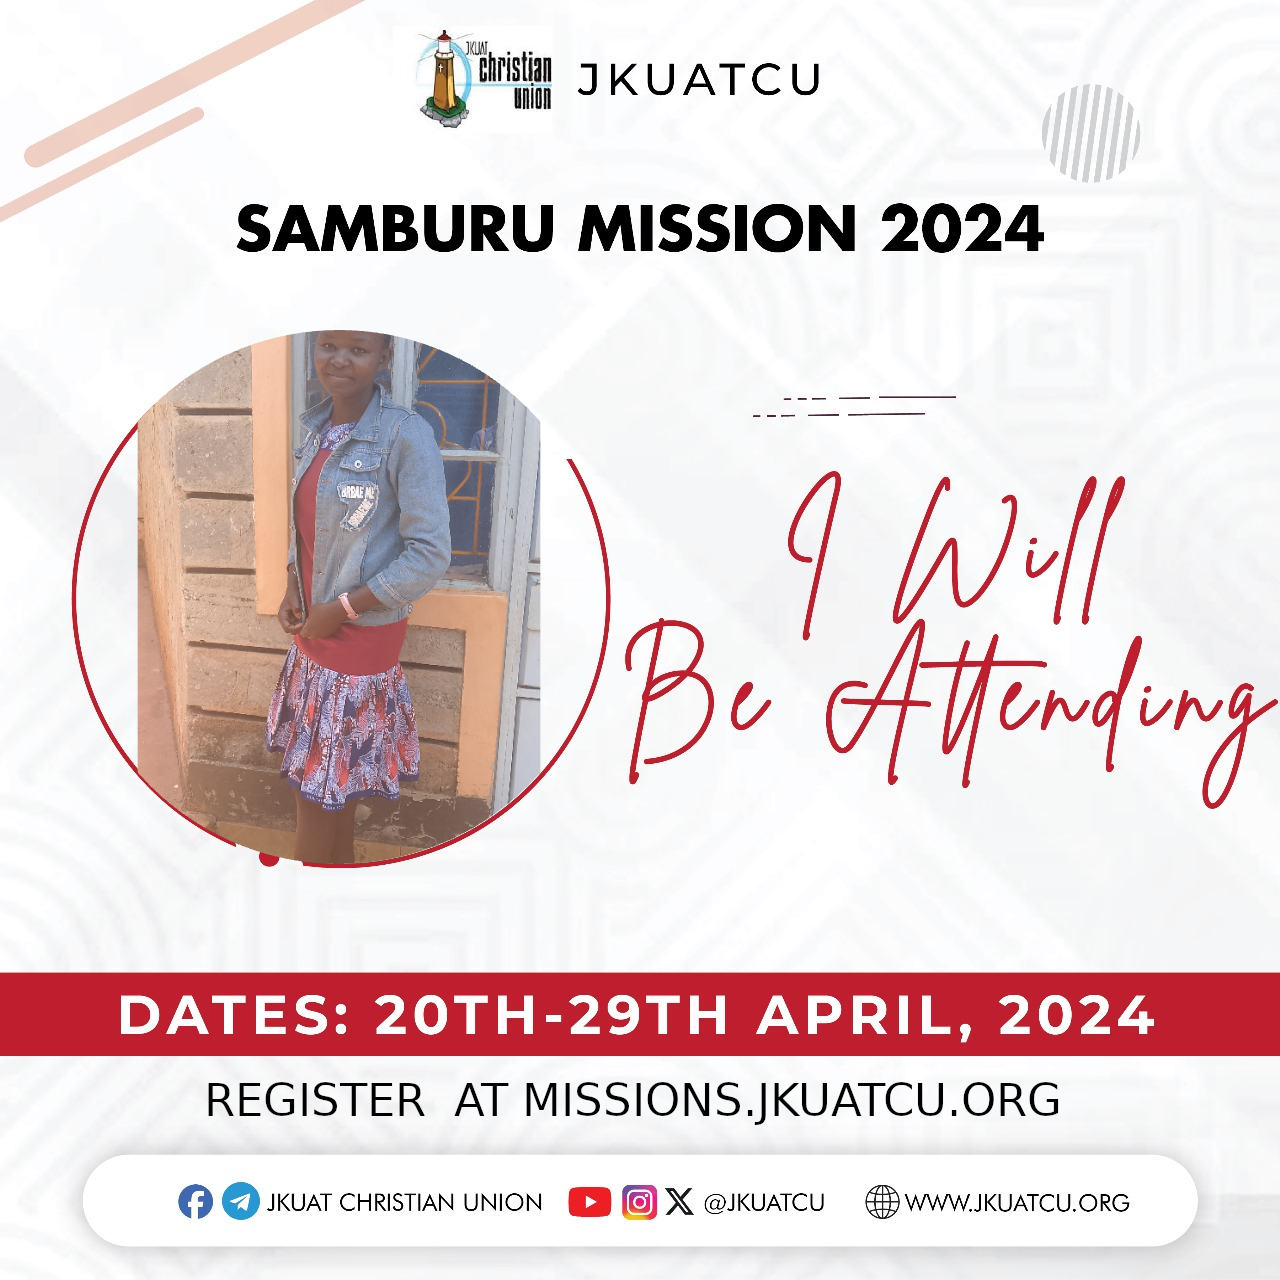 JKUAT
christian
union
JKUATCU
SAMBURU MISSION 2024
I Will
Be Attending
DATES: 20TH-29TH APRIL, 2024
REGISTER AT MISSIONS.JKUATCU.ORG
JKUAT CHRISTIAN UNION @JKUATCU WWW.JKUATCU.ORG